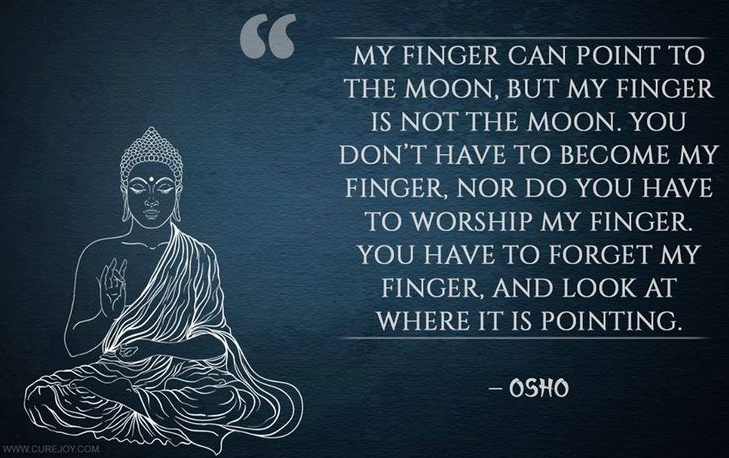 MY FINGER CAN POINT TO
THE MOON, BUT MY FINGER
IS NOT THE MOON. YOU
DON'T HAVE TO BECOME MY
FINGER, NOR DO YOU HAVE
TO WORSHIP MY FINGER.
YOU HAVE TO FORGET MY
FINGER, AND LOOK AT
WHERE IT IS POINTING.
– OSHO
WWW.CUREJOY.COM